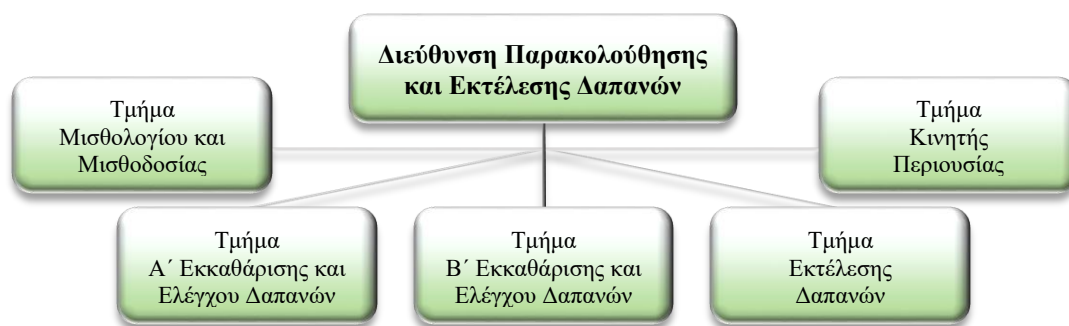 Διεύθυνση Παρακολούθησης
και Εκτέλεσης Δαπανών
Τμήμα
Μισθολογίου και
Μισθοδοσίας
Τμήμα
Κινητής
Περιουσίας
Τμήμα
Α΄ Εκκαθάρισης και
Ελέγχου Δαπανών
Τμήμα
Β΄ Εκκαθάρισης και
Ελέγχου Δαπανών
Τμήμα
Εκτέλεσης
Δαπανών